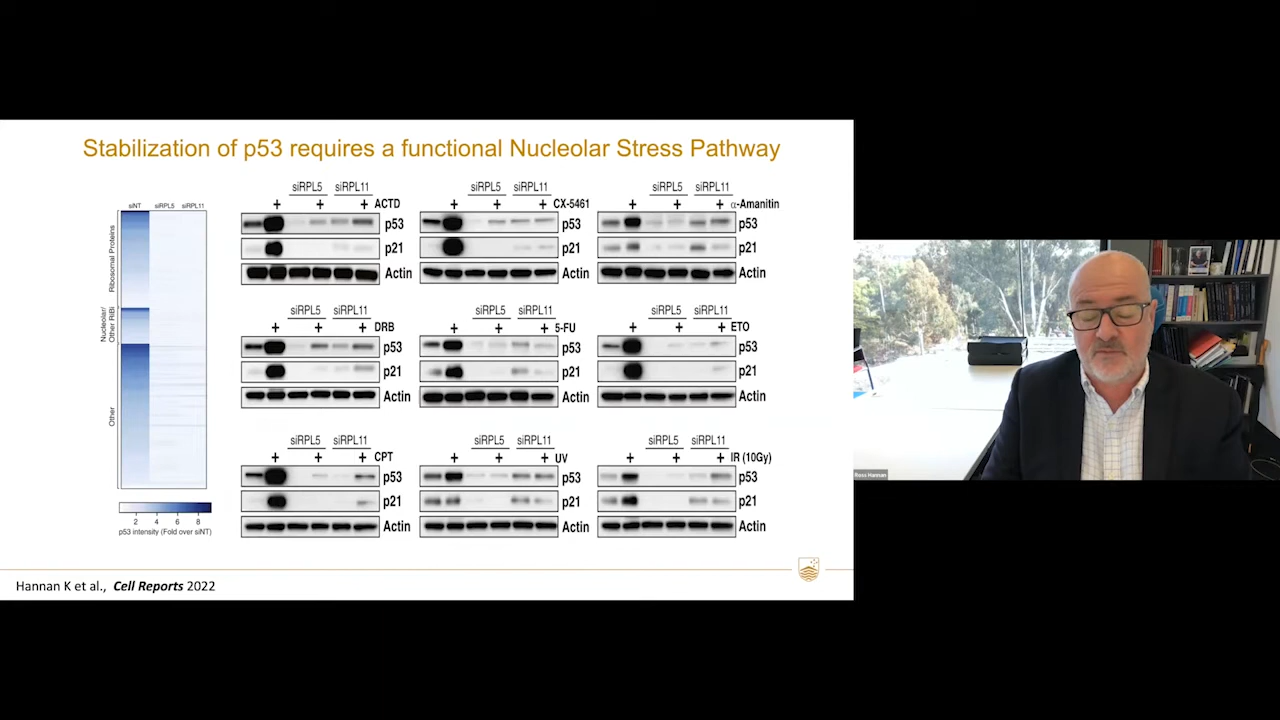 Stabilization of p53 requires a functional Nucleolar Stress Pathway
siNT siRPL5 siRPL11
Ribosomal Proteins
Nucleolar/
Other RiBi
Other
2 4 6 8
p53 intensity (Fold over siNT)
siRPL5 siRPL11
+ + + ACTD
p53
p21
Actin
siRPL5 siRPL11
+ + + CX-5461
p53
p21
Actin
siRPL5 siRPL11
+ + + α-Amanitin
p53
p21
Actin
siRPL5 siRPL11
+ + + DRB
p53
p21
Actin
siRPL5 siRPL11
+ + + 5-FU
p53
p21
Actin
siRPL5 siRPL11
+ + + ETO
p53
p21
Actin
siRPL5 siRPL11
+ + + CPT
p53
p21
Actin
siRPL5 siRPL11
+ + + UV
p53
p21
Actin
siRPL5 siRPL11
+ + + IR (10Gy)
p53
p21
Actin
Hannan K et al., Cell Reports 2022
Ross Hannan